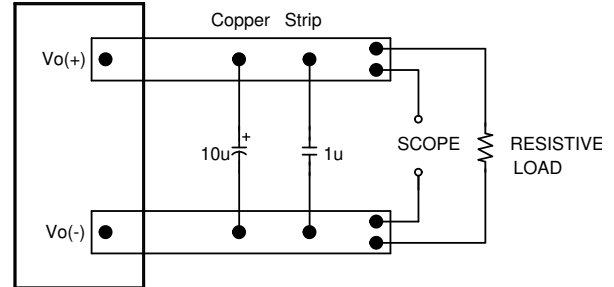 Copper Strip
Vo(+)
+
10u
1u
SCOPE
RESISTIVE
LOAD
Vo(-)